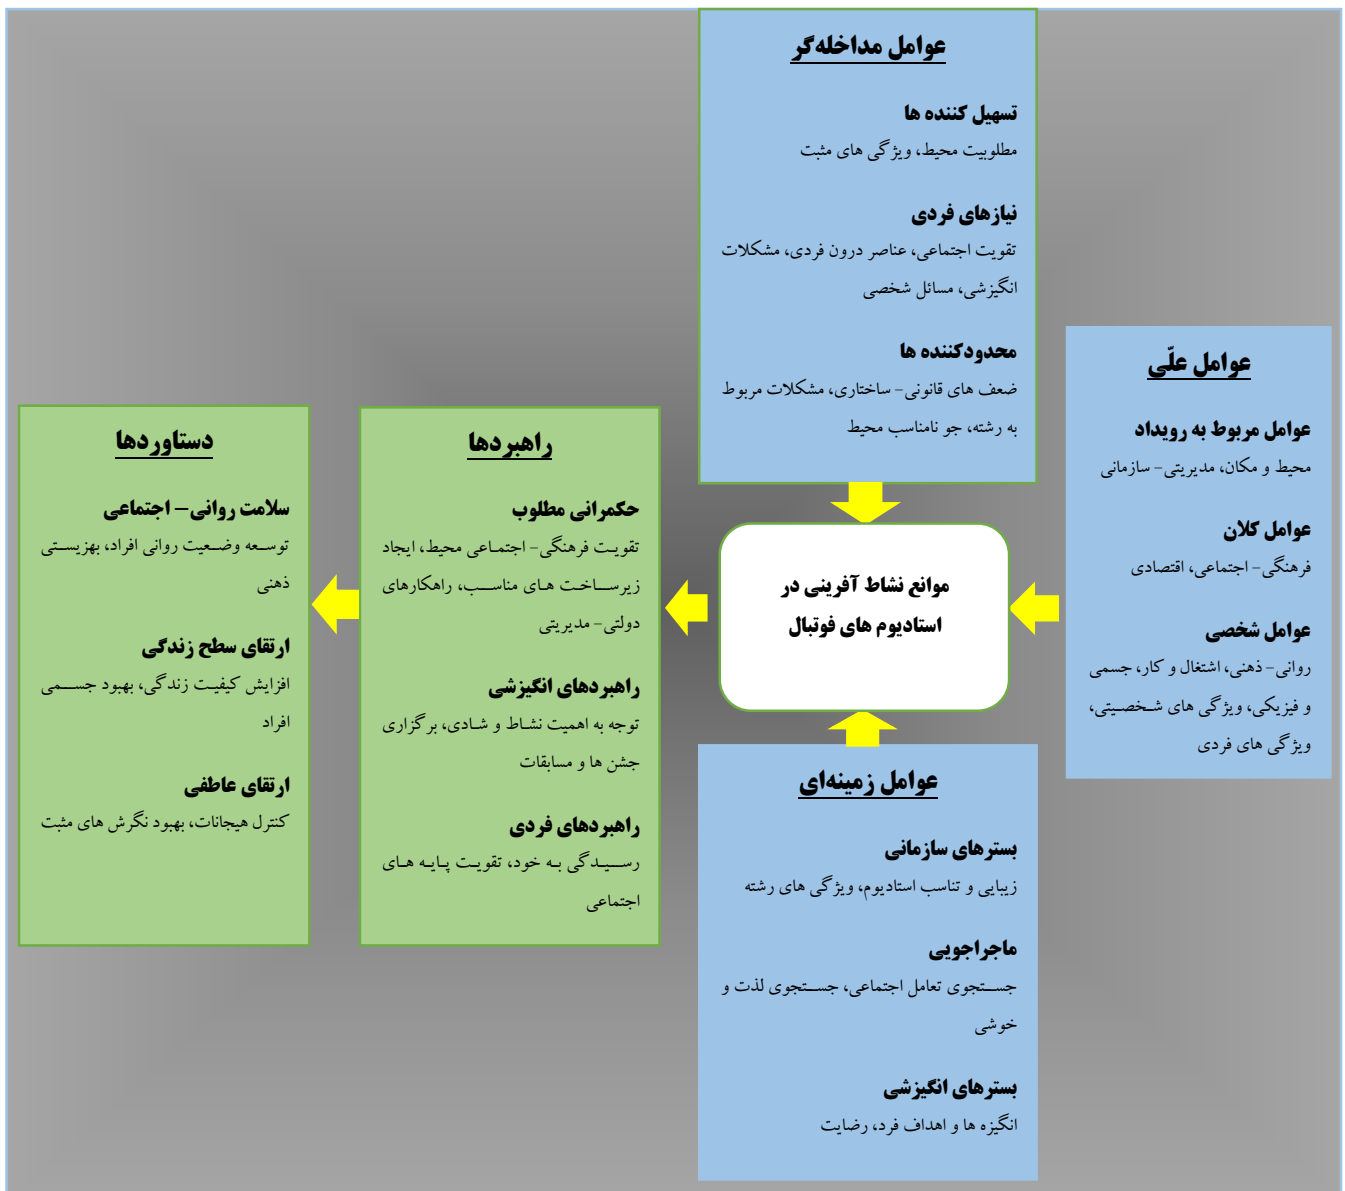 عوامل مداخله‌گر
تسهیل کننده ها
مطلوبیت محیط، ویژگی های مثبت
نیازهای فردی
تقویت اجتماعی، عناصر درون فردی، مشکلات
انگیزشی، مسائل شخصی
محدودکننده ها
ضعف های قانونی- ساختاری، مشکلات مربوط
به رشته، جو نامناسب محیط
عوامل علّی
عوامل مربوط به رویداد
محیط و مکان، مدیریتی- سازمانی
عوامل کلان
فرهنگی- اجتماعی، اقتصادی
عوامل شخصی
روانی- ذهنی، اشتغال و کار، جسمی
و فیزیکی، ویژگی های شخصیتی،
ویژگی های فردی
موانع نشاط آفرینی در
استادیوم های فوتبال
عوامل زمینه‌ای
بسترهای سازمانی
زیبایی و تناسب استادیوم، ویژگی های رشته
ماجراجویی
جستجوی تعامل اجتماعی، جستجوی لذت و
خوشی
بسترهای انگیزشی
انگیزه ها و اهداف فرد، رضایت
راهبردها
حکمرانی مطلوب
تقویت فرهنگی- اجتماعی محیط، ایجاد
زیرساخت های مناسب، راهکارهای
دولتی- مدیریتی
راهبردهای انگیزشی
توجه به اهمیت نشاط و شادی، برگزاری
جشن ها و مسابقات
راهبردهای فردی
رسیدگی به خود، تقویت پایه های
اجتماعی
دستاوردها
سلامت روانی- اجتماعی
توسعه وضعیت روانی افراد، بهزیستی
ذهنی
ارتقای سطح زندگی
افزایش کیفیت زندگی، بهبود جسمی
افراد
ارتقای عاطفی
کنترل هیجانات، بهبود نگرش های مثبت